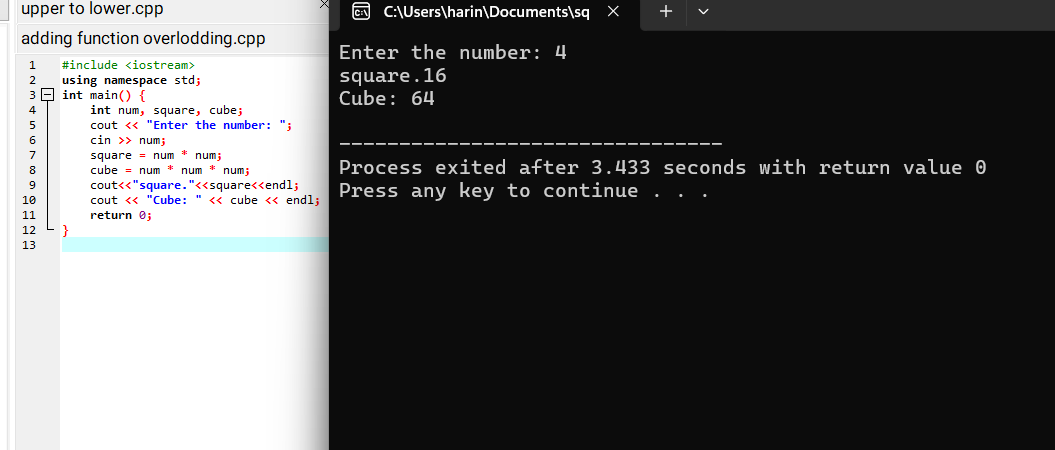 upper to lower.cpp
adding function overlodding.cpp
1 #include <iostream>
2 using namespace std;
3 int main() {
4 int num, square, cube;
5 cout << "Enter the number: ";
6 cin >> num;
7 square = num * num;
8 cube = num * num * num;
9 cout<<"square."<<square<<endl;
10 cout << "Cube: " << cube << endl;
11 return 0;
12 }
13
C:\Users\harin\Documents\sq
Enter the number: 4
square.16
Cube: 64
--------------------------------
Process exited after 3.433 seconds with return value 0
Press any key to continue . . .